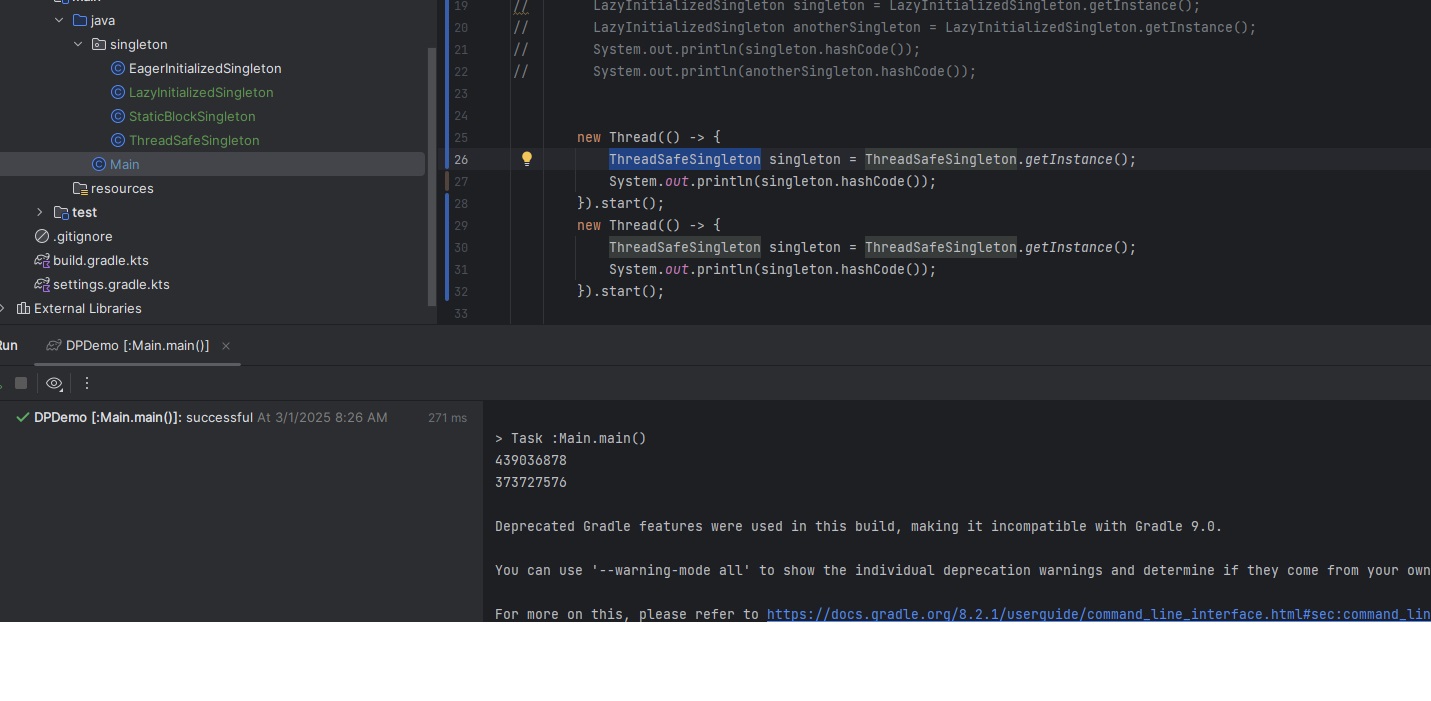 java
singleton
EagerInitializedSingleton
LazyInitializedSingleton
StaticBlockSingleton
ThreadSafeSingleton
Main
resources
test
.gitignore
build.gradle.kts
settings.gradle.kts
External Libraries
19 // LazyInitializedSingleton singleton = LazyInitializedSingleton.getInstance();
20 // LazyInitializedSingleton anotherSingleton = LazyInitializedSingleton.getInstance();
21 // System.out.println(singleton.hashCode());
22 // System.out.println(anotherSingleton.hashCode());
23
24
25 new Thread(() -> {
26 ThreadSafeSingleton singleton = ThreadSafeSingleton.getInstance();
27 System.out.println(singleton.hashCode());
28 }).start();
29 new Thread(() -> {
30 ThreadSafeSingleton singleton = ThreadSafeSingleton.getInstance();
31 System.out.println(singleton.hashCode());
32 }).start();
33
Run DPDemo [:Main.main()] ×
DPDemo [:Main.main()]: successful At 3/1/2025 8:26 AM 271 ms
> Task :Main.main()
439036878
373727576
Deprecated Gradle features were used in this build, making it incompatible with Gradle 9.0.
You can use '--warning-mode all' to show the individual deprecation warnings and determine if they come from your own
For more on this, please refer to https://docs.gradle.org/8.2.1/userguide/command_line_interface.html#sec:command_lin